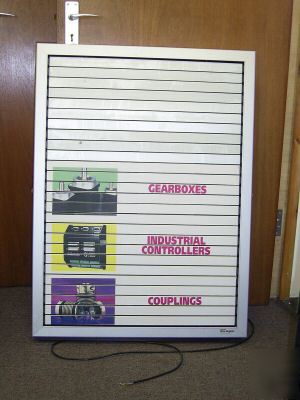 GEARBOXES
INDUSTRIAL
CONTROLLERS
COUPLINGS